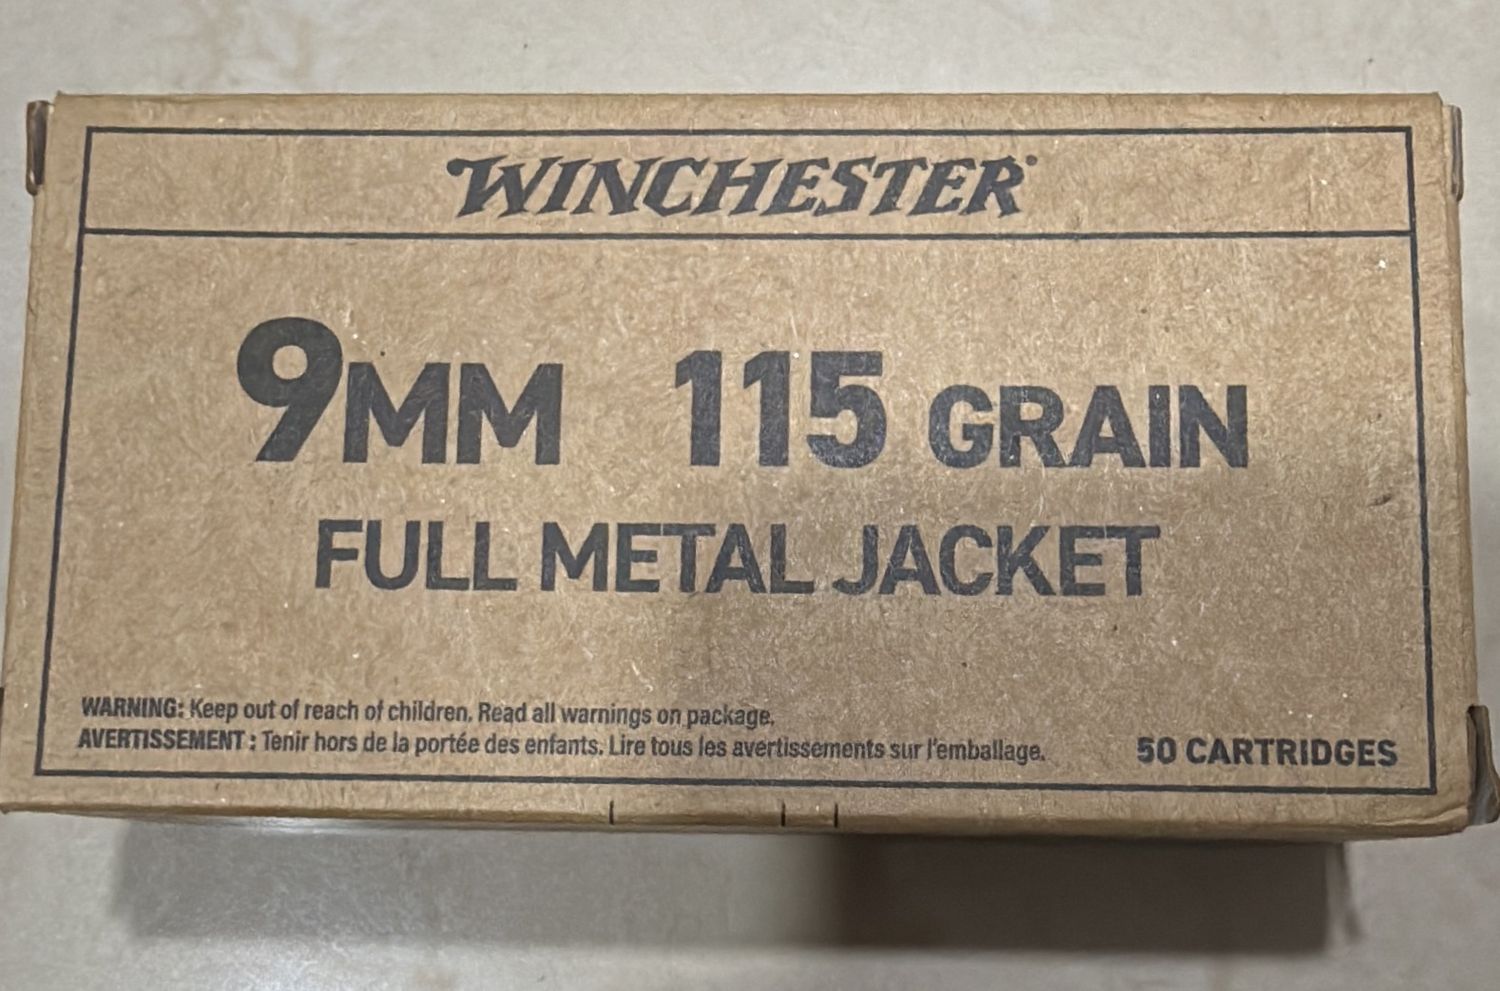 WINCHESTER
9MM 115 GRAIN
FULL METAL JACKET
WARNING: Keep out of reach of children. Read all warnings on package.
AVERTISSEMENT : Tenir hors de la portée des enfants. Lire tous les avertissements sur l'emballage.
50 CARTRIDGES